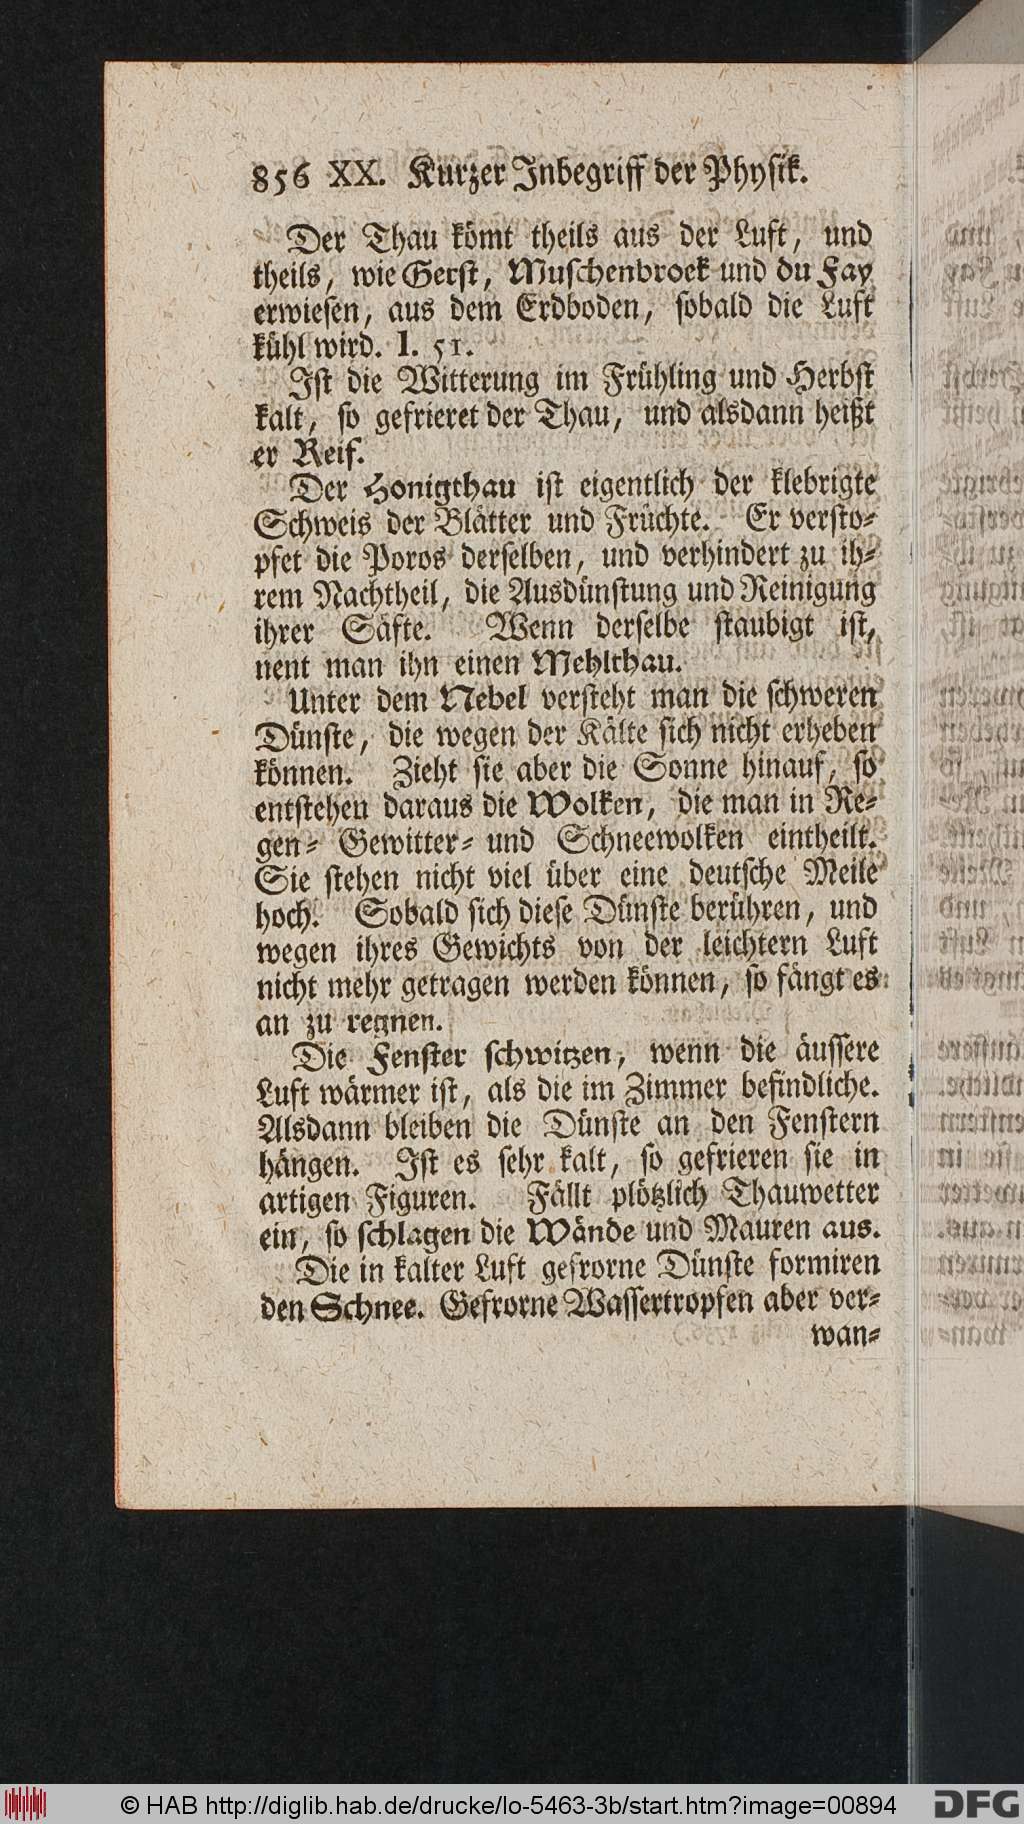 856 XX. Kurzer Inbegriff der Physik.
Der Thau kömt theils aus der Luft, und
theils, wie Gerst, Muschenbroek und du Fay
erwiesen, aus dem Erdboden, sobald die Luft
kühl wird. I. 51.
Ist die Witterung im Frühling und Herbst
kalt, so gefrieret der Thau, und alsdann heißt
er Reif.
Der Honigthau ist eigentlich der klebrigte
Schweis der Blätter und Früchte. Er versto-
pfet die Poros derselben, und verhindert zu ih-
rem Nachtheil, die Ausdünstung und Reinigung
ihrer Säfte. Wenn derselbe staubigt ist,
nent man ihn einen Mehlthau.
Unter dem Nebel versteht man die schweren
Dünste, die wegen der Kälte sich nicht erheben
können. Zieht sie aber die Sonne hinauf, so
entstehen daraus die Wolken, die man in Re-
gen- Gewitter- und Schneewolken eintheilt.
Sie stehen nicht viel über eine deutsche Meile
hoch. Sobald sich diese Dünste berühren, und
wegen ihres Gewichts von der leichtern Luft
nicht mehr getragen werden können, so fängt es
an zu regnen.
Die Fenster schwitzen, wenn die äussere
Luft wärmer ist, als die im Zimmer befindliche.
Alsdann bleiben die Dünste an den Fenstern
hängen. Ist es sehr kalt, so gefrieren sie in
artigen Figuren. Fällt plötzlich Thauwetter
ein, so schlagen die Wände und Mauren aus.
Die in kalter Luft gefrorne Dünste formiren
den Schnee. Gefrorne Wassertropfen aber ver-
wan-
© HAB http://diglib.hab.de/drucke/lo-5463-3b/start.htm?image=00894
DFG